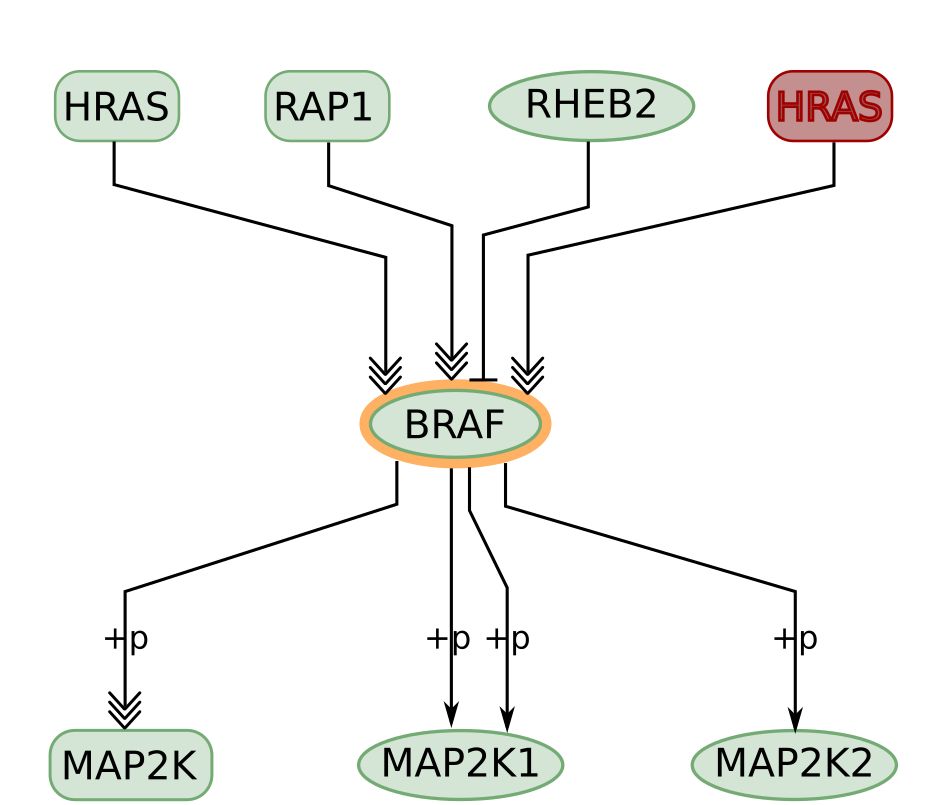 HRAS
RAP1
RHEB2
HRAS
BRAF
+p
+p
+p
+p
MAP2K
MAP2K1
MAP2K2